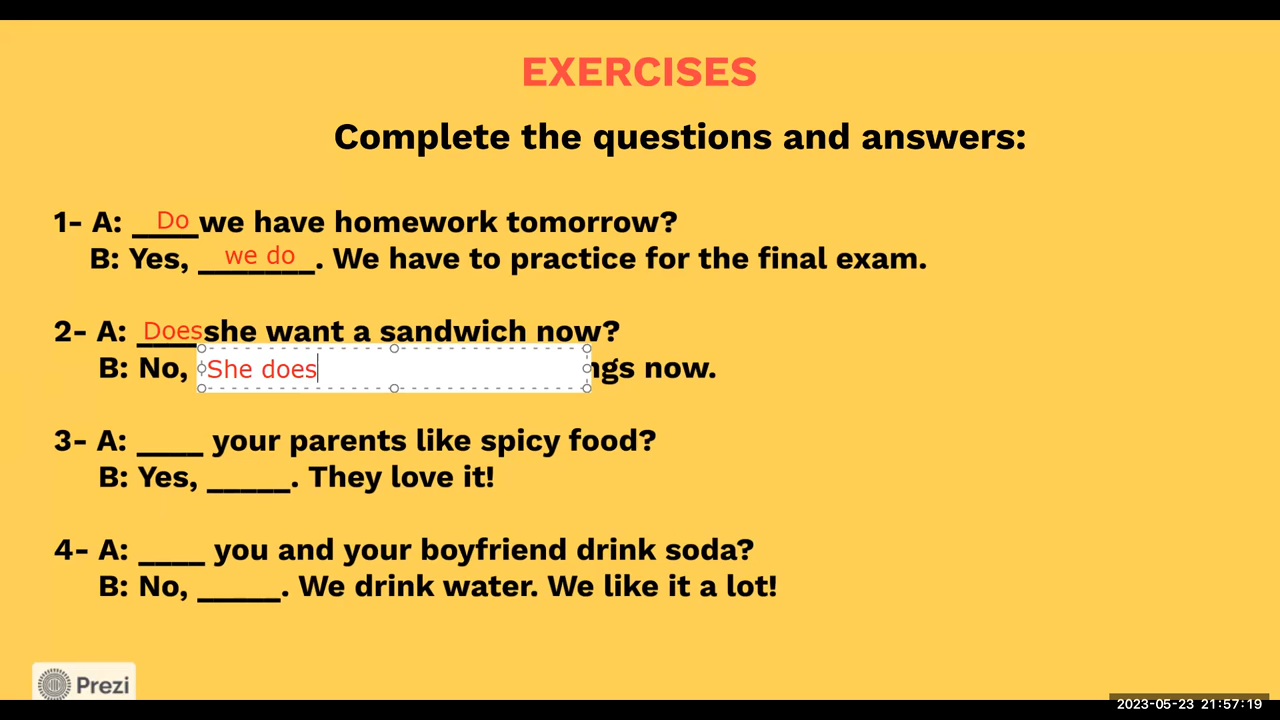 EXERCISES
Complete the questions and answers:
1- A: ____ Do we have homework tomorrow?
B: Yes, _______ we do. We have to practice for the final exam.
2- A: ____ Does she want a sandwich now?
B: No, She does ngs now.
3- A: ____ your parents like spicy food?
B: Yes, _____. They love it!
4- A: ____ you and your boyfriend drink soda?
B: No, _____. We drink water. We like it a lot!
Prezi
2023-05-23 21:57:19